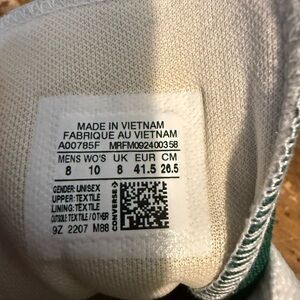 MADE IN VIETNAM
FABRIQUE AU VIETNAM
A00785F MRFM092400358
MENS WO'S UK EUR CM
8 10 8 41.5 26.5
GENDER: UNISEX
UPPER: TEXTILE
LINING: TEXTILE
OUTSOLE: TEXTILE / OTHER
9Z 2207 M88
CONVERSE